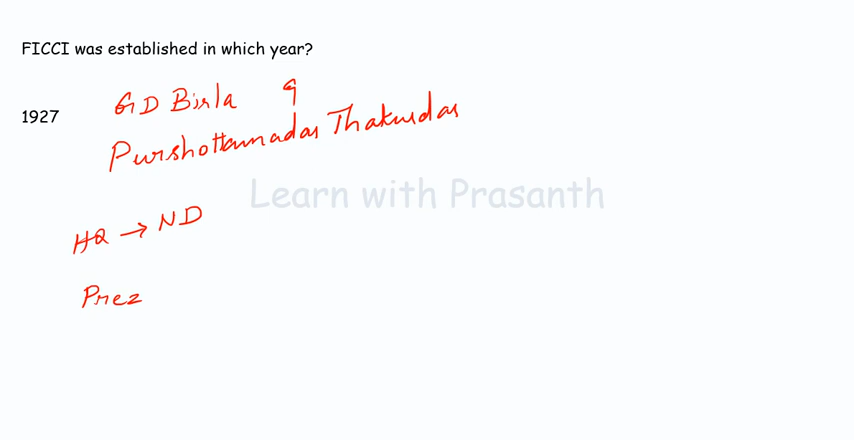 FICCI was established in which year?
1927
GD Birla &
Purshottamadas Thakurdas
Learn with Prasanth
HQ → ND
Prez